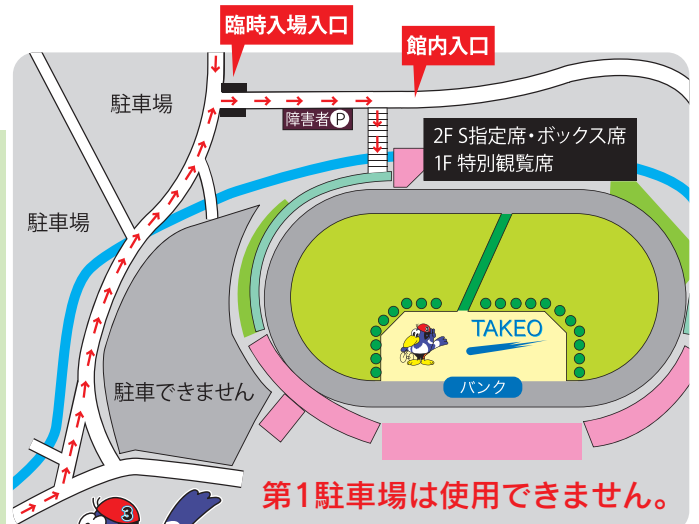 臨時入場入口
館内入口
駐車場
障害者P
2F S指定席・ボックス席
1F 特別観覧席
駐車場
TAKEO
バンク
駐車できません
第1駐車場は使用できません。
3